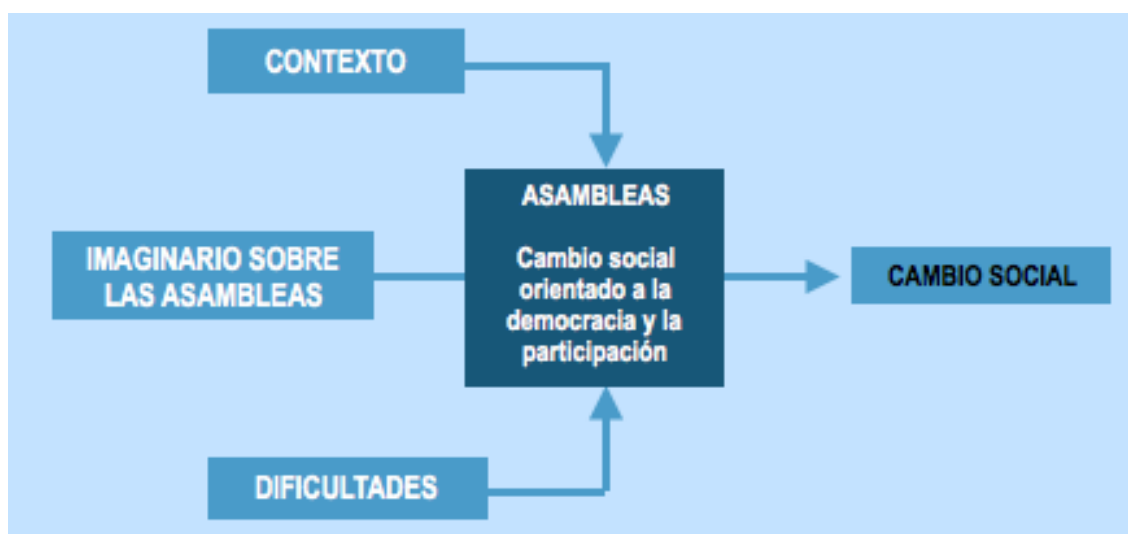 CONTEXTO
ASAMBLEAS
Cambio social
orientado a la
democracia y la
participación
IMAGINARIO SOBRE
LAS ASAMBLEAS
CAMBIO SOCIAL
DIFICULTADES